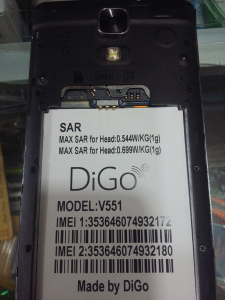 SAR
MAX SAR for Head:0.544W/KG(1g)
MAX SAR for Head:0.699W/KG(1g)
DiGo
MODEL:V551
IMEI 1:353646074932172
IMEI 2:353646074932180
Made by DiGo